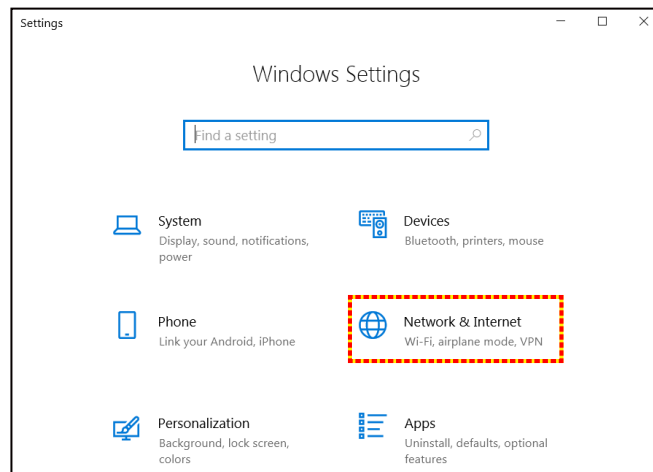 Settings
Windows Settings
Find a setting
System
Display, sound, notifications,
power
Devices
Bluetooth, printers, mouse
Phone
Link your Android, iPhone
Network & Internet
Wi-Fi, airplane mode, VPN
Personalization
Background, lock screen,
colors
Apps
Uninstall, defaults, optional
features